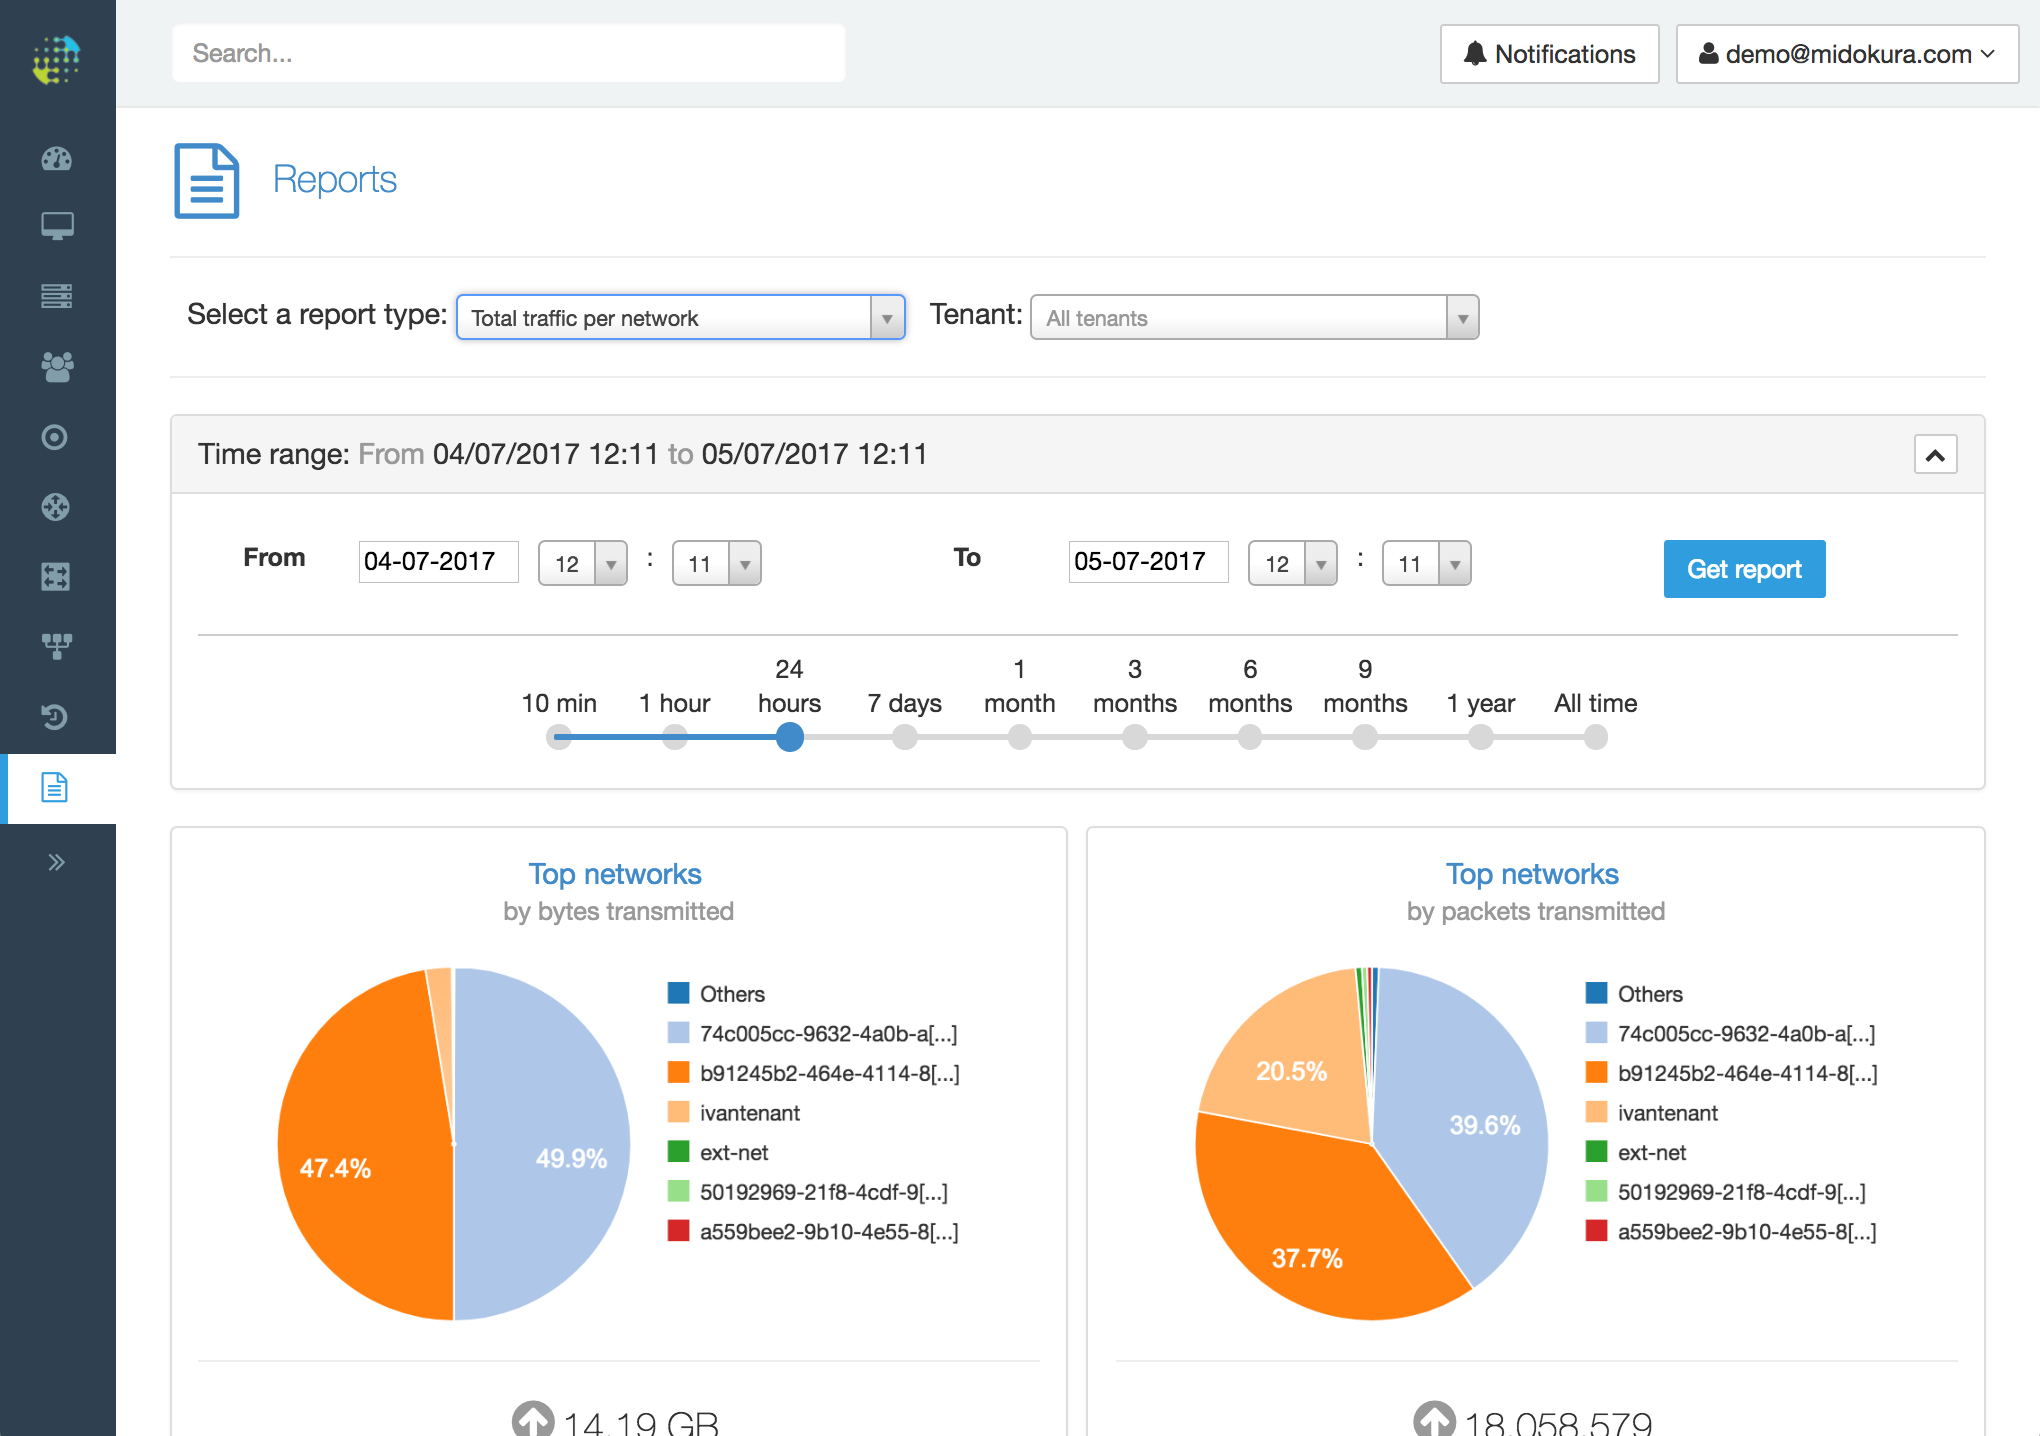 Search...
Notifications
demo@midokura.com
Reports
Select a report type: Total traffic per network Tenant: All tenants
Time range: From 04/07/2017 12:11 to 05/07/2017 12:11
From 04-07-2017 12 : 11 To 05-07-2017 12 : 11 Get report
10 min
1 hour
24 hours
7 days
1 month
3 months
6 months
9 months
1 year
All time
Top networks
by bytes transmitted
47.4%
49.9%
Others
74c005cc-9632-4a0b-a[...]
b91245b2-464e-4114-8[...]
ivantenant
ext-net
50192969-21f8-4cdf-9[...]
a559bee2-9b10-4e55-8[...]
14.19 GB
Top networks
by packets transmitted
20.5%
39.6%
37.7%
Others
74c005cc-9632-4a0b-a[...]
b91245b2-464e-4114-8[...]
ivantenant
ext-net
50192969-21f8-4cdf-9[...]
a559bee2-9b10-4e55-8[...]
18,058,579